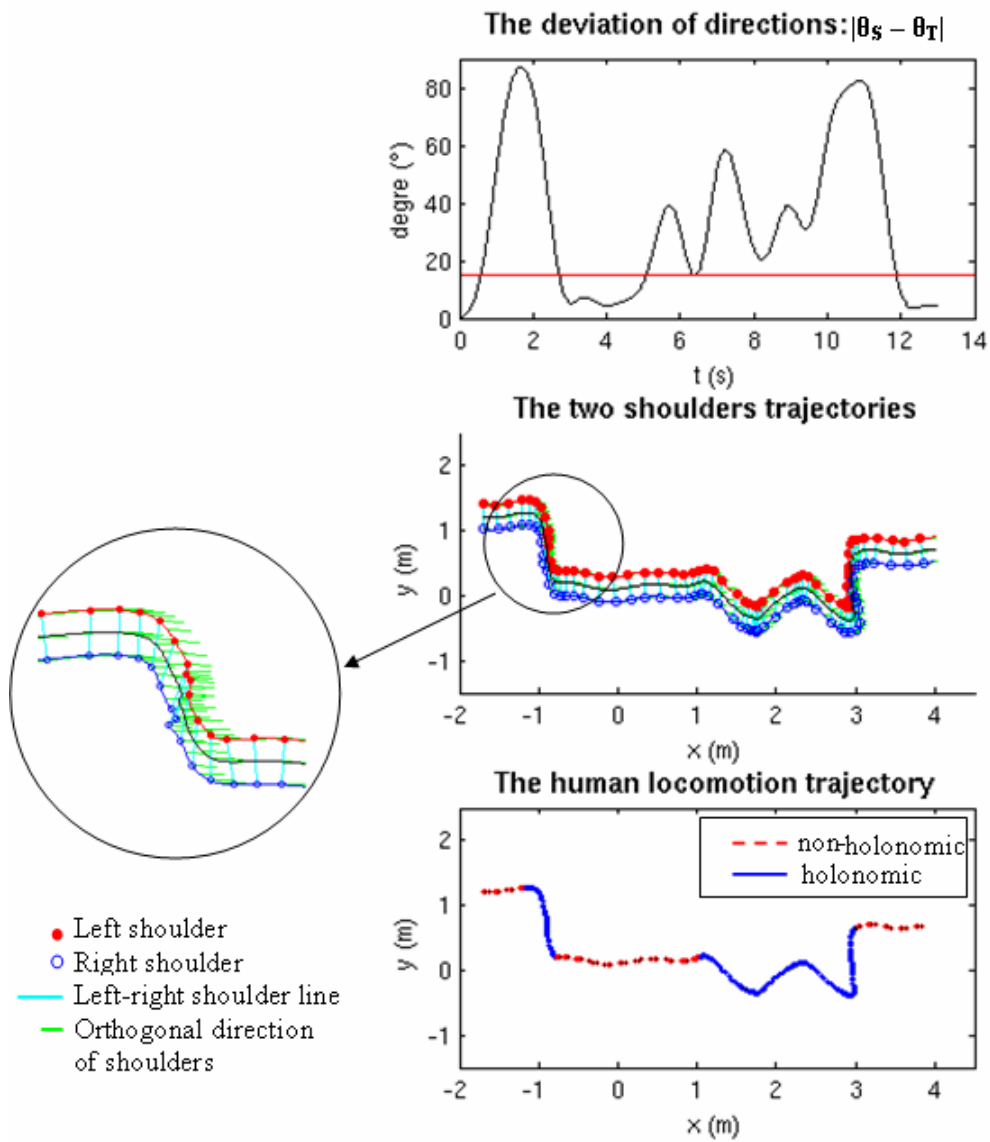 The deviation of directions: |θS − θT|
80
60
40
20
0
degre (°)
0 2 4 6 8 10 12 14
t (s)
The two shoulders trajectories
2
1
0
-1
y (m)
-2 -1 0 1 2 3 4
x (m)
The human locomotion trajectory
non-holonomic
holonomic
2
1
0
-1
y (m)
-2 -1 0 1 2 3 4
x (m)
Left shoulder
Right shoulder
Left-right shoulder line
Orthogonal direction
of shoulders